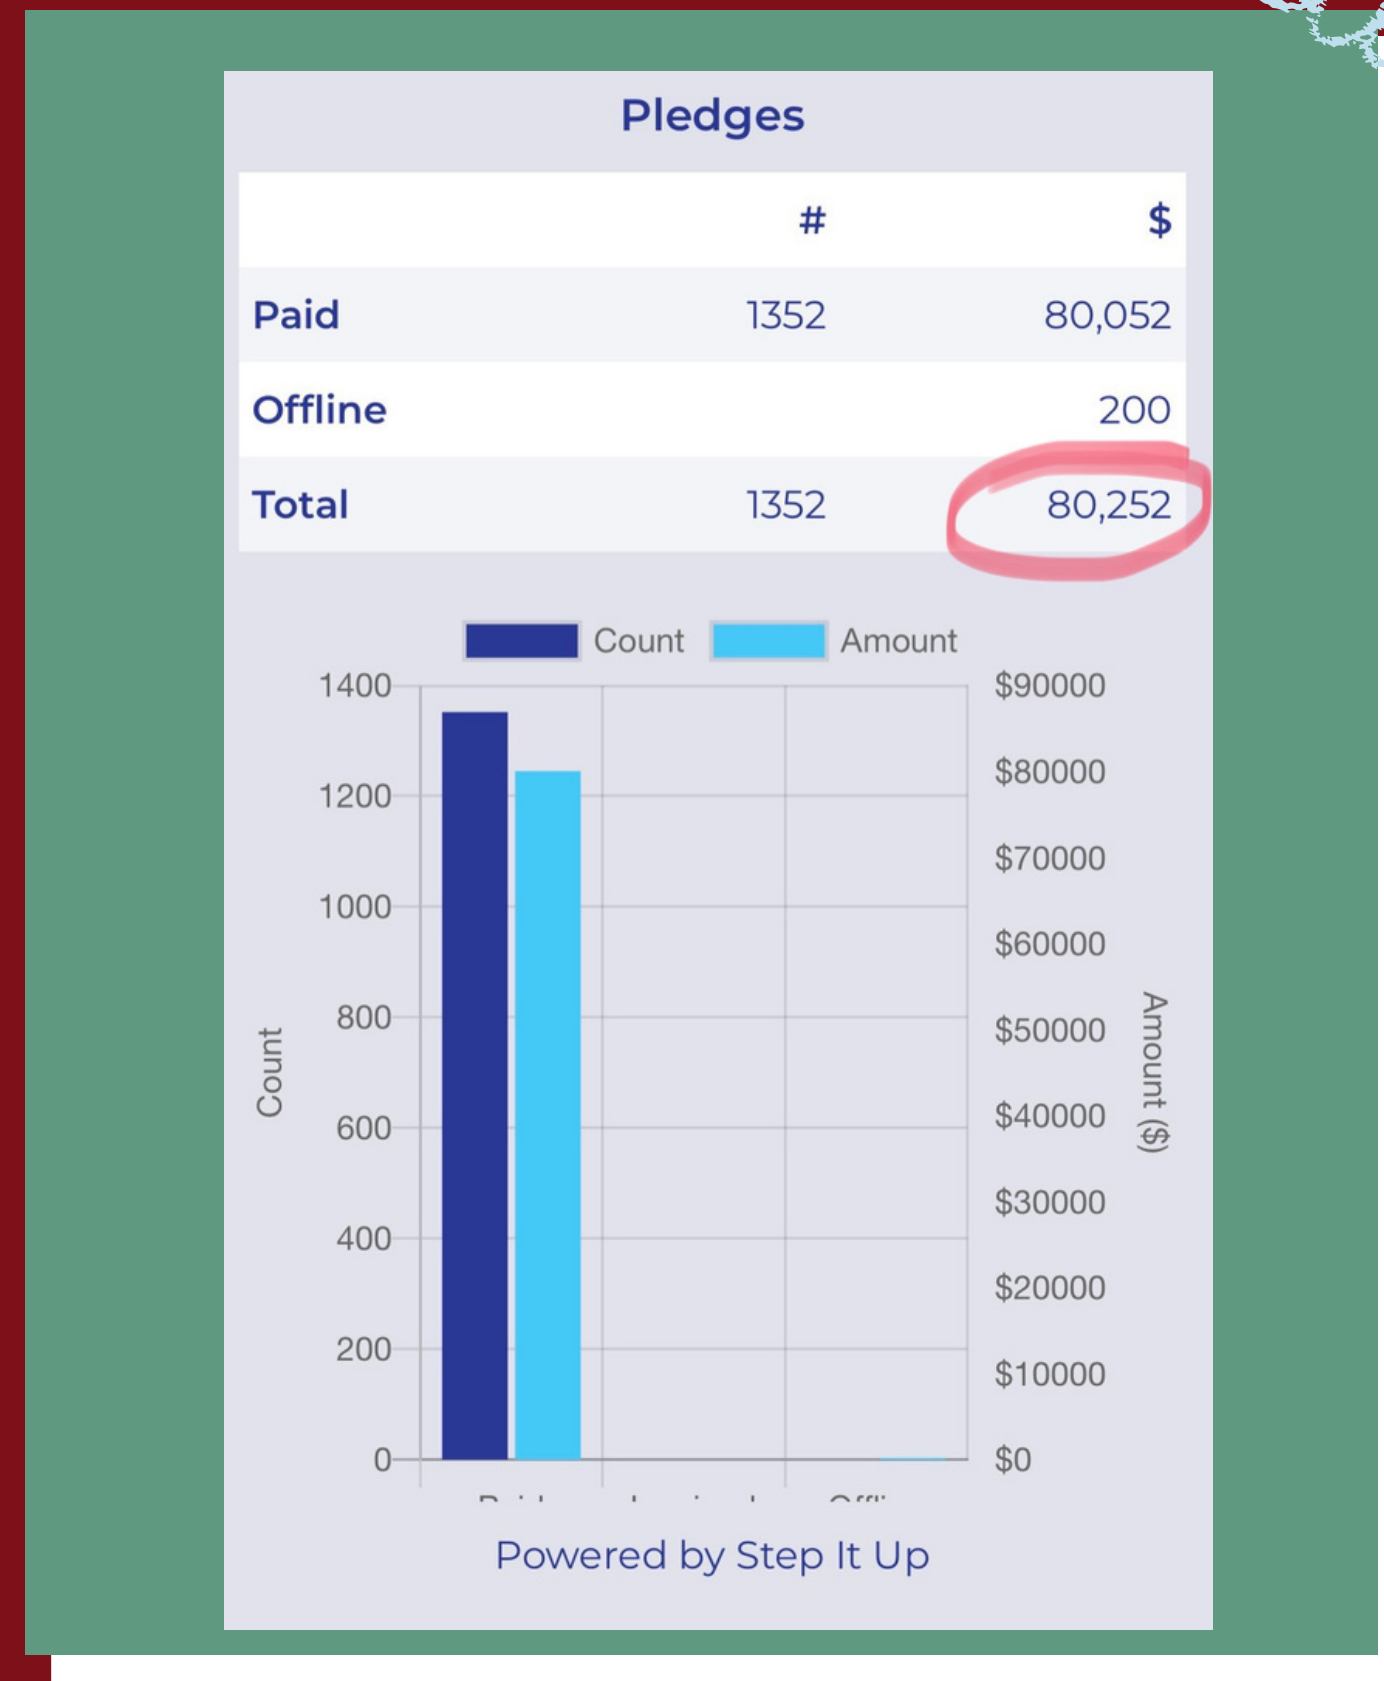 Pledges
# $
Paid 1352 80,052
Offline 200
Total 1352 80,252
Count Amount
1400 $90000
$80000
1200
$70000
1000
$60000
800
$50000
Count
Amount ($)
600
$40000
$30000
400
$20000
200
$10000
0 $0
Powered by Step It Up